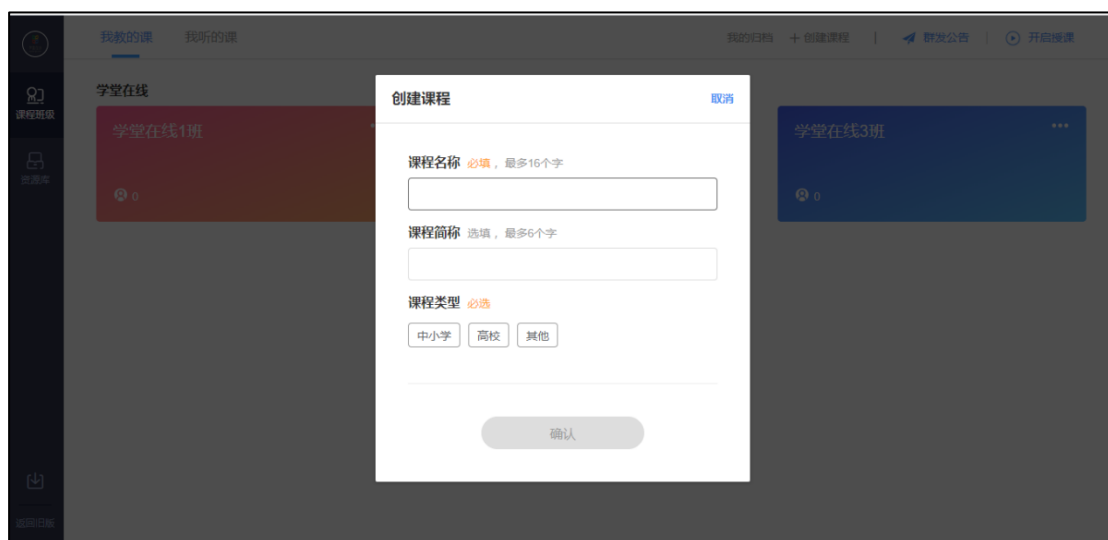 我教的课 我听的课 我的归档 + 创建课程 | 群发公告 | 开启授课
课程班级
资源库
返回旧版
学堂在线
学堂在线1班
0
学堂在线3班
0
创建课程 取消
课程名称 必填，最多16个字
课程简称 选填，最多6个字
课程类型 必选
中小学 高校 其他
确认